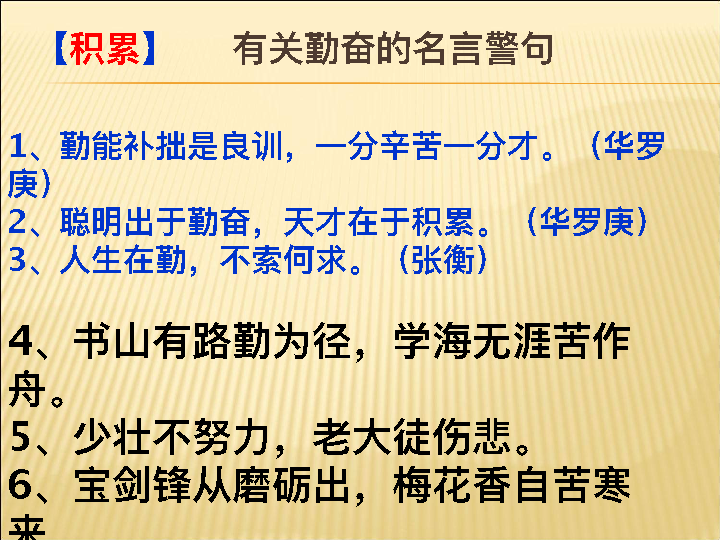 【积累】 有关勤奋的名言警句
1、勤能补拙是良训，一分辛苦一分才。（华罗
庚）
2、聪明出于勤奋，天才在于积累。（华罗庚）
3、人生在勤，不索何求。（张衡）
4、书山有路勤为径，学海无涯苦作
舟。
5、少壮不努力，老大徒伤悲。
6、宝剑锋从磨砺出，梅花香自苦寒
来